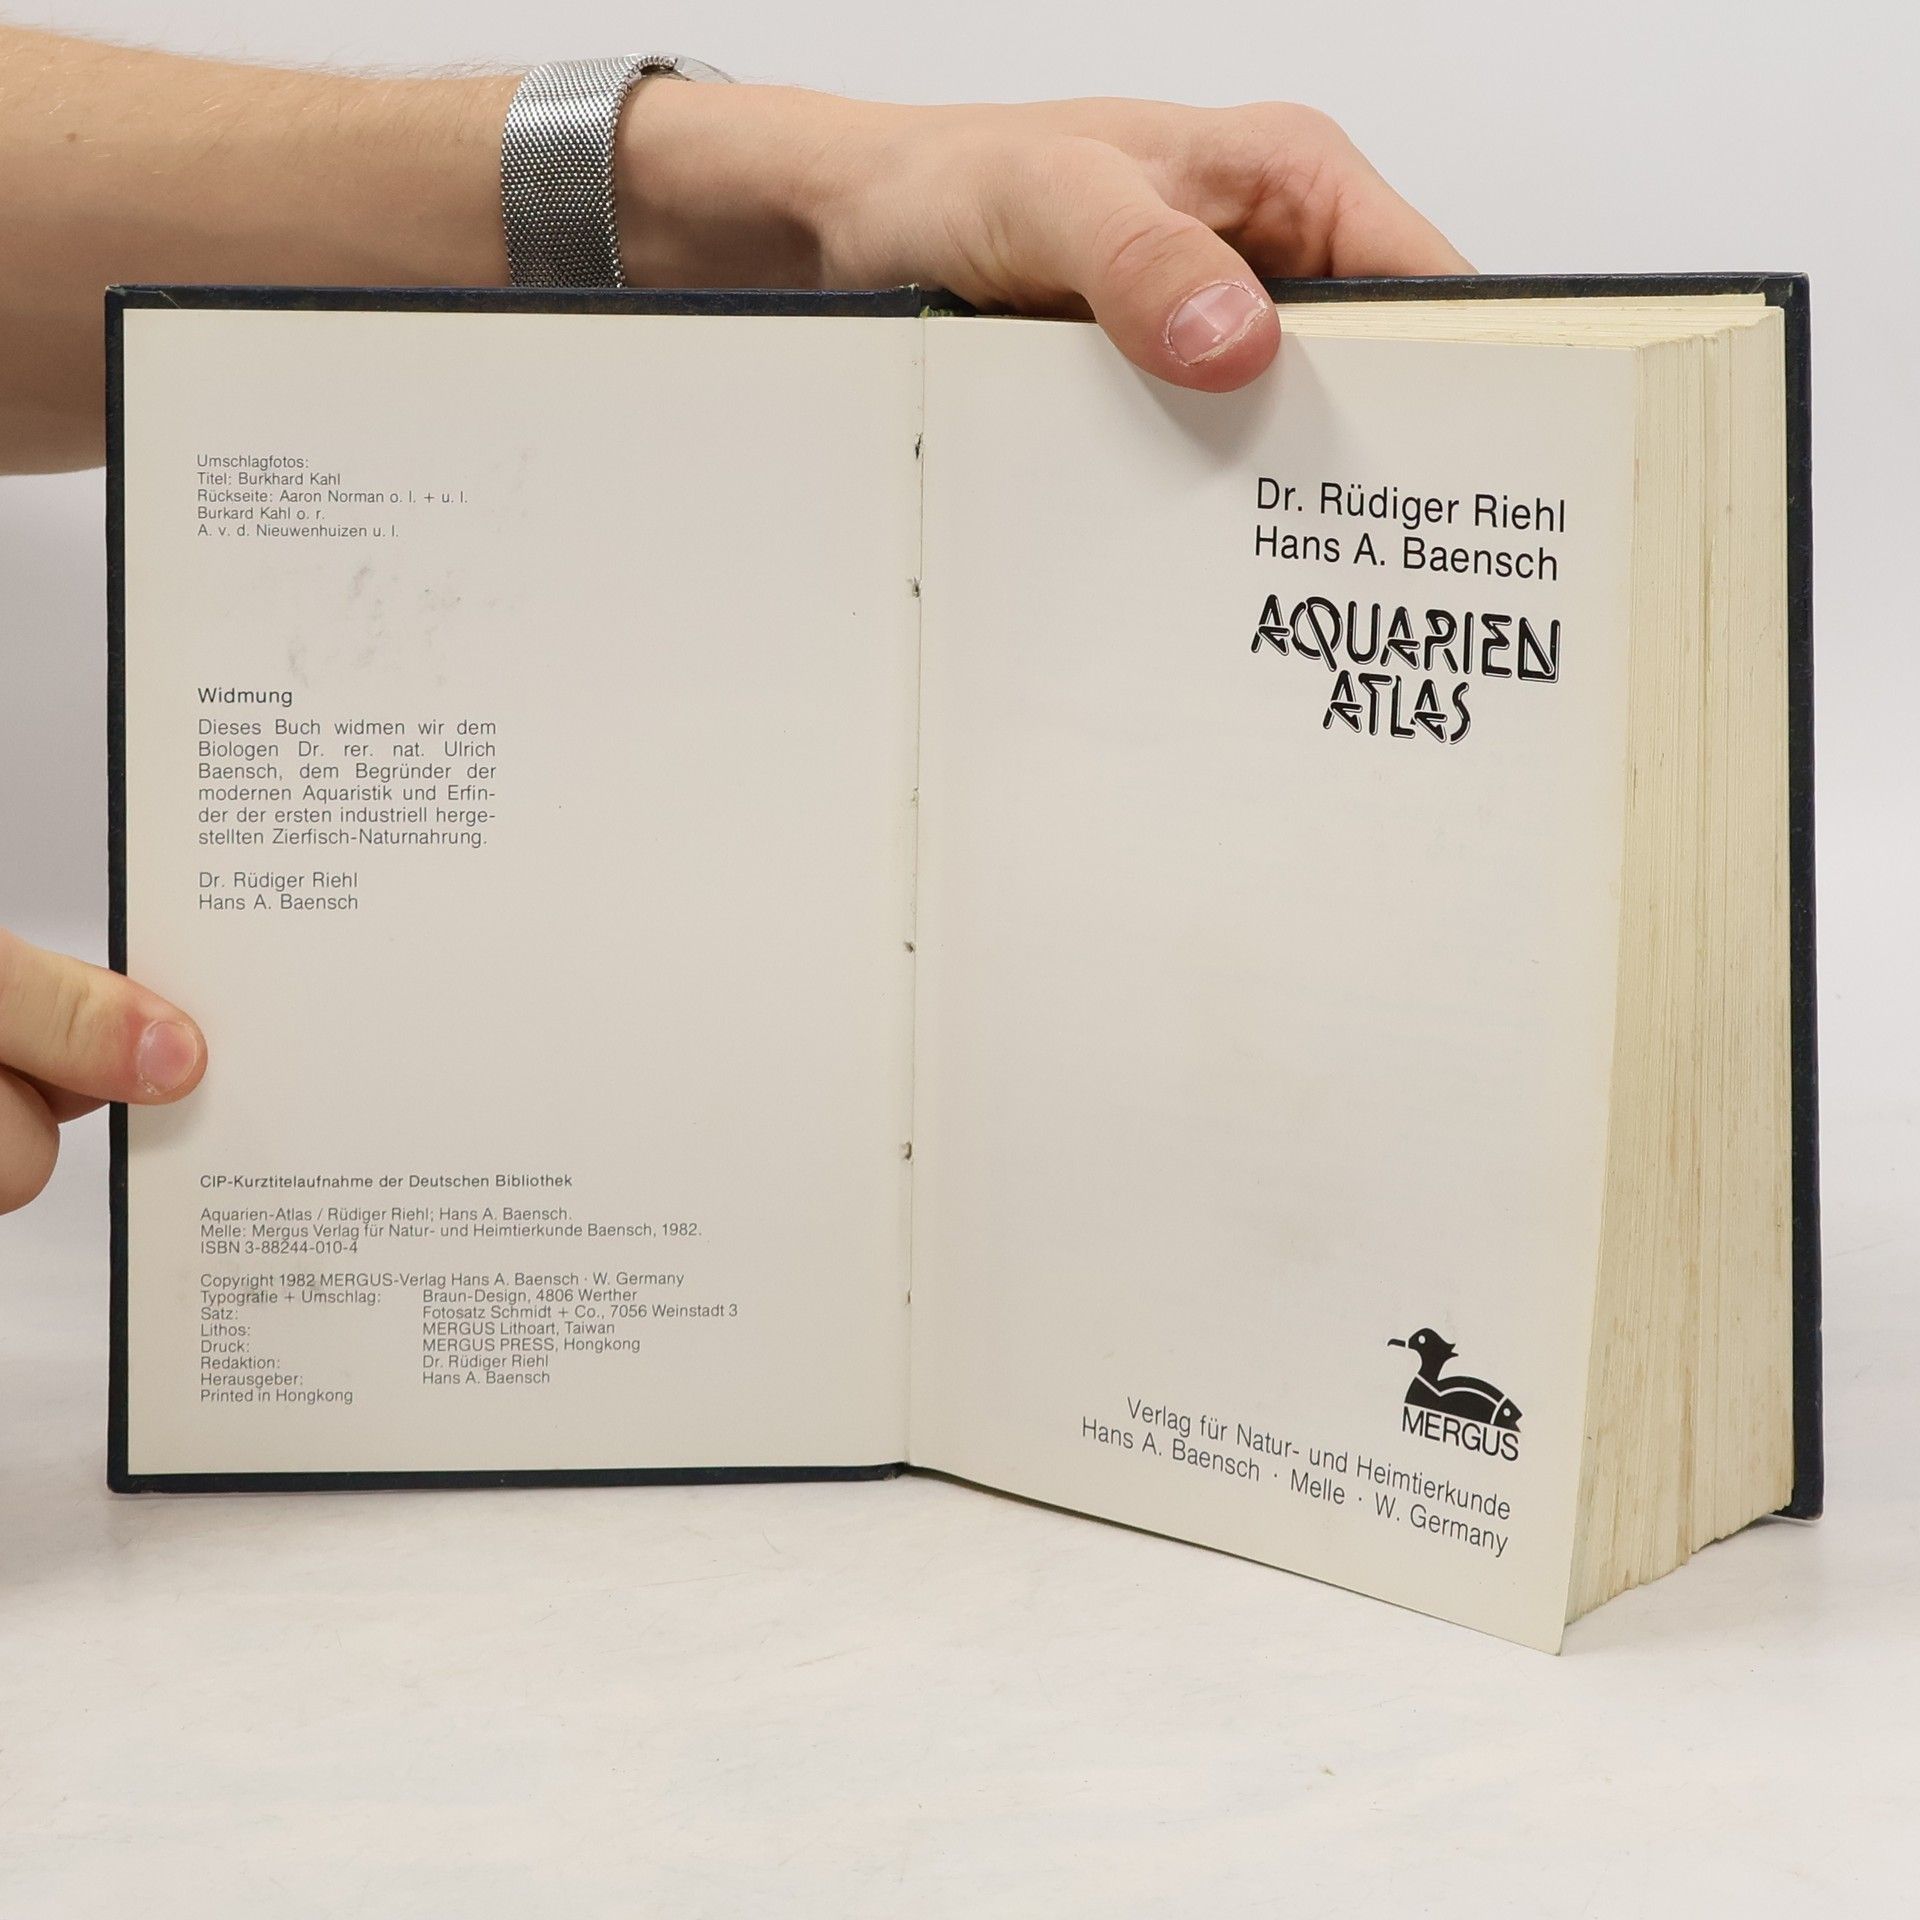 Umschlagfotos:
Titel: Burkhard Kahl
Rückseite: Aaron Norman o. l. + u. l.
Burkard Kahl o. r.
A. v. d. Nieuwenhuizen u. l.
Widmung
Dieses Buch widmen wir dem
Biologen Dr. rer. nat. Ulrich
Baensch, dem Begründer der
modernen Aquaristik und Erfin-
der der ersten industriell herge-
stellten Zierfisch-Naturnahrung.
Dr. Rüdiger Riehl
Hans A. Baensch
CIP-Kurztitelaufnahme der Deutschen Bibliothek
Aquarien-Atlas / Rüdiger Riehl; Hans A. Baensch.
Melle: Mergus Verlag für Natur- und Heimtierkunde Baensch, 1982.
ISBN 3-88244-010-4
Copyright 1982 MERGUS-Verlag Hans A. Baensch · W. Germany
Typografie + Umschlag: Braun-Design, 4806 Werther
Satz: Fotosatz Schmidt + Co., 7056 Weinstadt 3
Lithos: MERGUS Lithoart, Taiwan
Druck: MERGUS PRESS, Hongkong
Redaktion: Dr. Rüdiger Riehl
Herausgeber: Hans A. Baensch
Printed in Hongkong
Dr. Rüdiger Riehl
Hans A. Baensch
AQUARIEN
ATLAS
MERGUS
Verlag für Natur- und Heimtierkunde
Hans A. Baensch · Melle · W. Germany